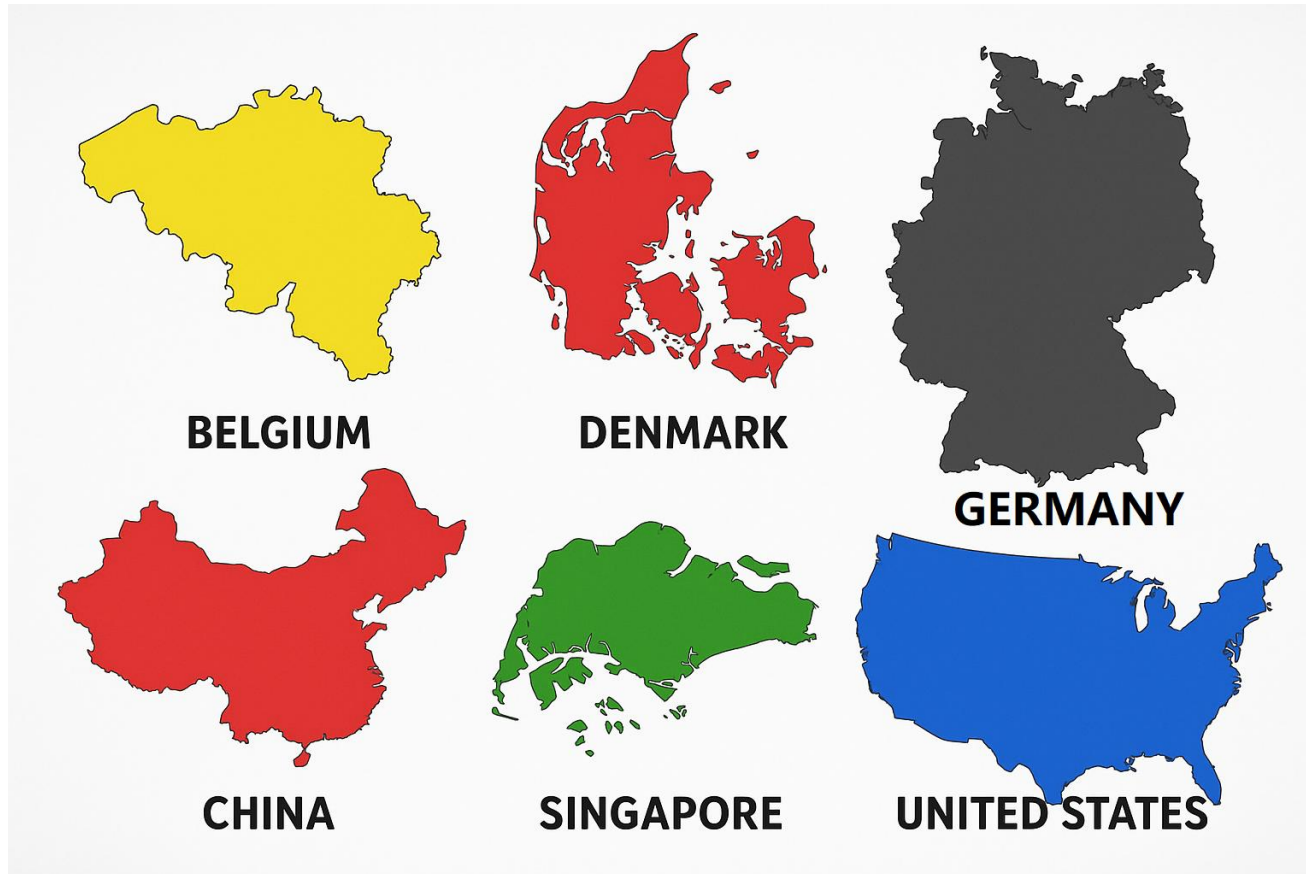 BELGIUM
DENMARK
GERMANY
CHINA
SINGAPORE
UNITED STATES